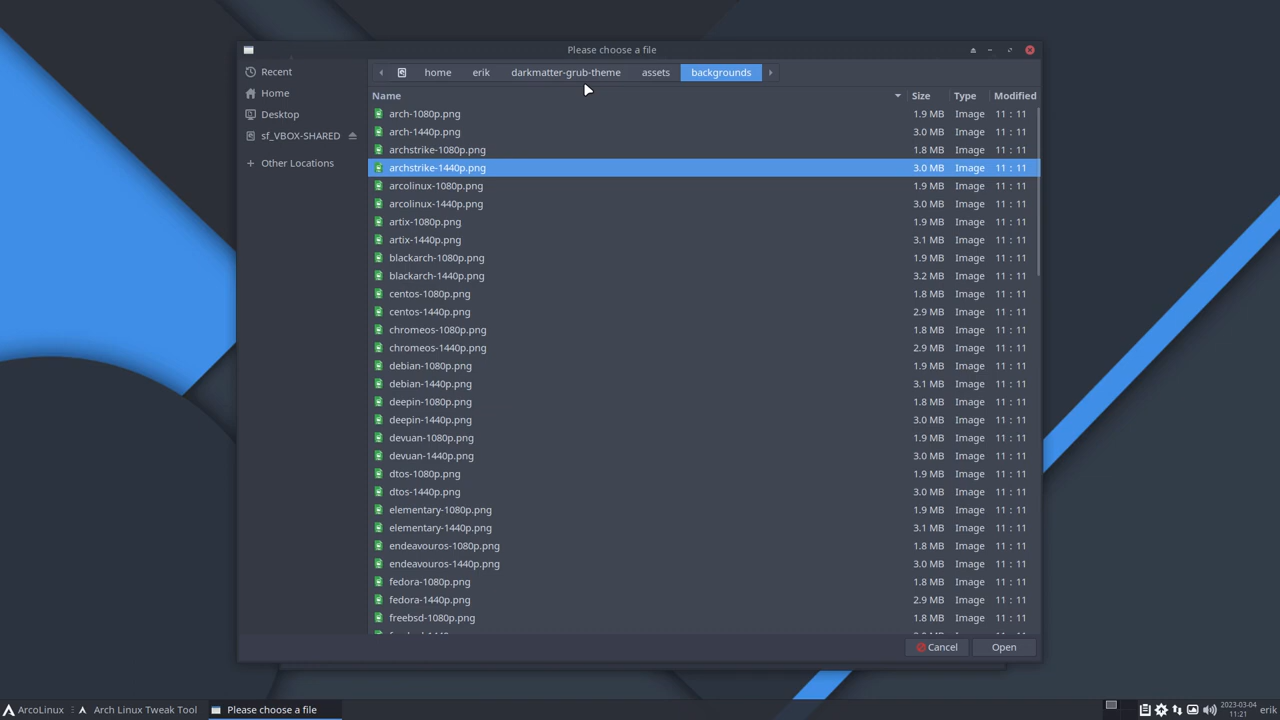 Please choose a file
Recent
Home
Desktop
sf_VBOX-SHARED
Other Locations
home erik darkmatter-grub-theme assets backgrounds
Name Size Type Modified
arch-1080p.png 1.9 MB Image 11 : 11
arch-1440p.png 3.0 MB Image 11 : 11
archstrike-1080p.png 1.8 MB Image 11 : 11
archstrike-1440p.png 3.0 MB Image 11 : 11
arcolinux-1080p.png 1.9 MB Image 11 : 11
arcolinux-1440p.png 3.0 MB Image 11 : 11
artix-1080p.png 1.9 MB Image 11 : 11
artix-1440p.png 3.1 MB Image 11 : 11
blackarch-1080p.png 1.9 MB Image 11 : 11
blackarch-1440p.png 3.2 MB Image 11 : 11
centos-1080p.png 1.8 MB Image 11 : 11
centos-1440p.png 2.9 MB Image 11 : 11
chromeos-1080p.png 1.8 MB Image 11 : 11
chromeos-1440p.png 2.9 MB Image 11 : 11
debian-1080p.png 1.9 MB Image 11 : 11
debian-1440p.png 3.1 MB Image 11 : 11
deepin-1080p.png 1.8 MB Image 11 : 11
deepin-1440p.png 3.0 MB Image 11 : 11
devuan-1080p.png 1.9 MB Image 11 : 11
devuan-1440p.png 3.0 MB Image 11 : 11
dtos-1080p.png 1.9 MB Image 11 : 11
dtos-1440p.png 3.0 MB Image 11 : 11
elementary-1080p.png 1.9 MB Image 11 : 11
elementary-1440p.png 3.1 MB Image 11 : 11
endeavouros-1080p.png 1.8 MB Image 11 : 11
endeavouros-1440p.png 3.0 MB Image 11 : 11
fedora-1080p.png 1.8 MB Image 11 : 11
fedora-1440p.png 2.9 MB Image 11 : 11
freebsd-1080p.png 1.8 MB Image 11 : 11
Cancel Open
ArcoLinux Arch Linux Tweak Tool Please choose a file 2023-03-04 erik
11:21